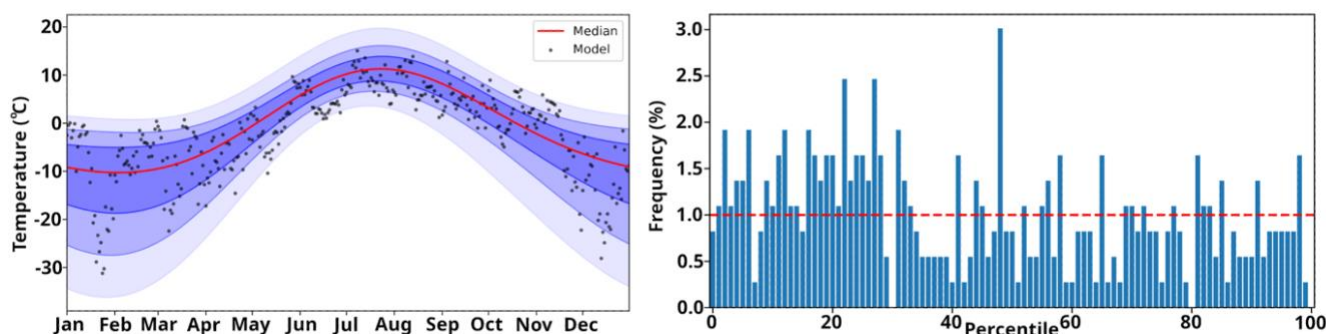 Temperature (℃)
20
10
0
-10
-20
-30
Median
Model
Jan Feb Mar Apr May Jun Jul Aug Sep Oct Nov Dec
Frequency (%)
3.0
2.5
2.0
1.5
1.0
0.5
0.0
0 20 40 60 80 100
Percentile